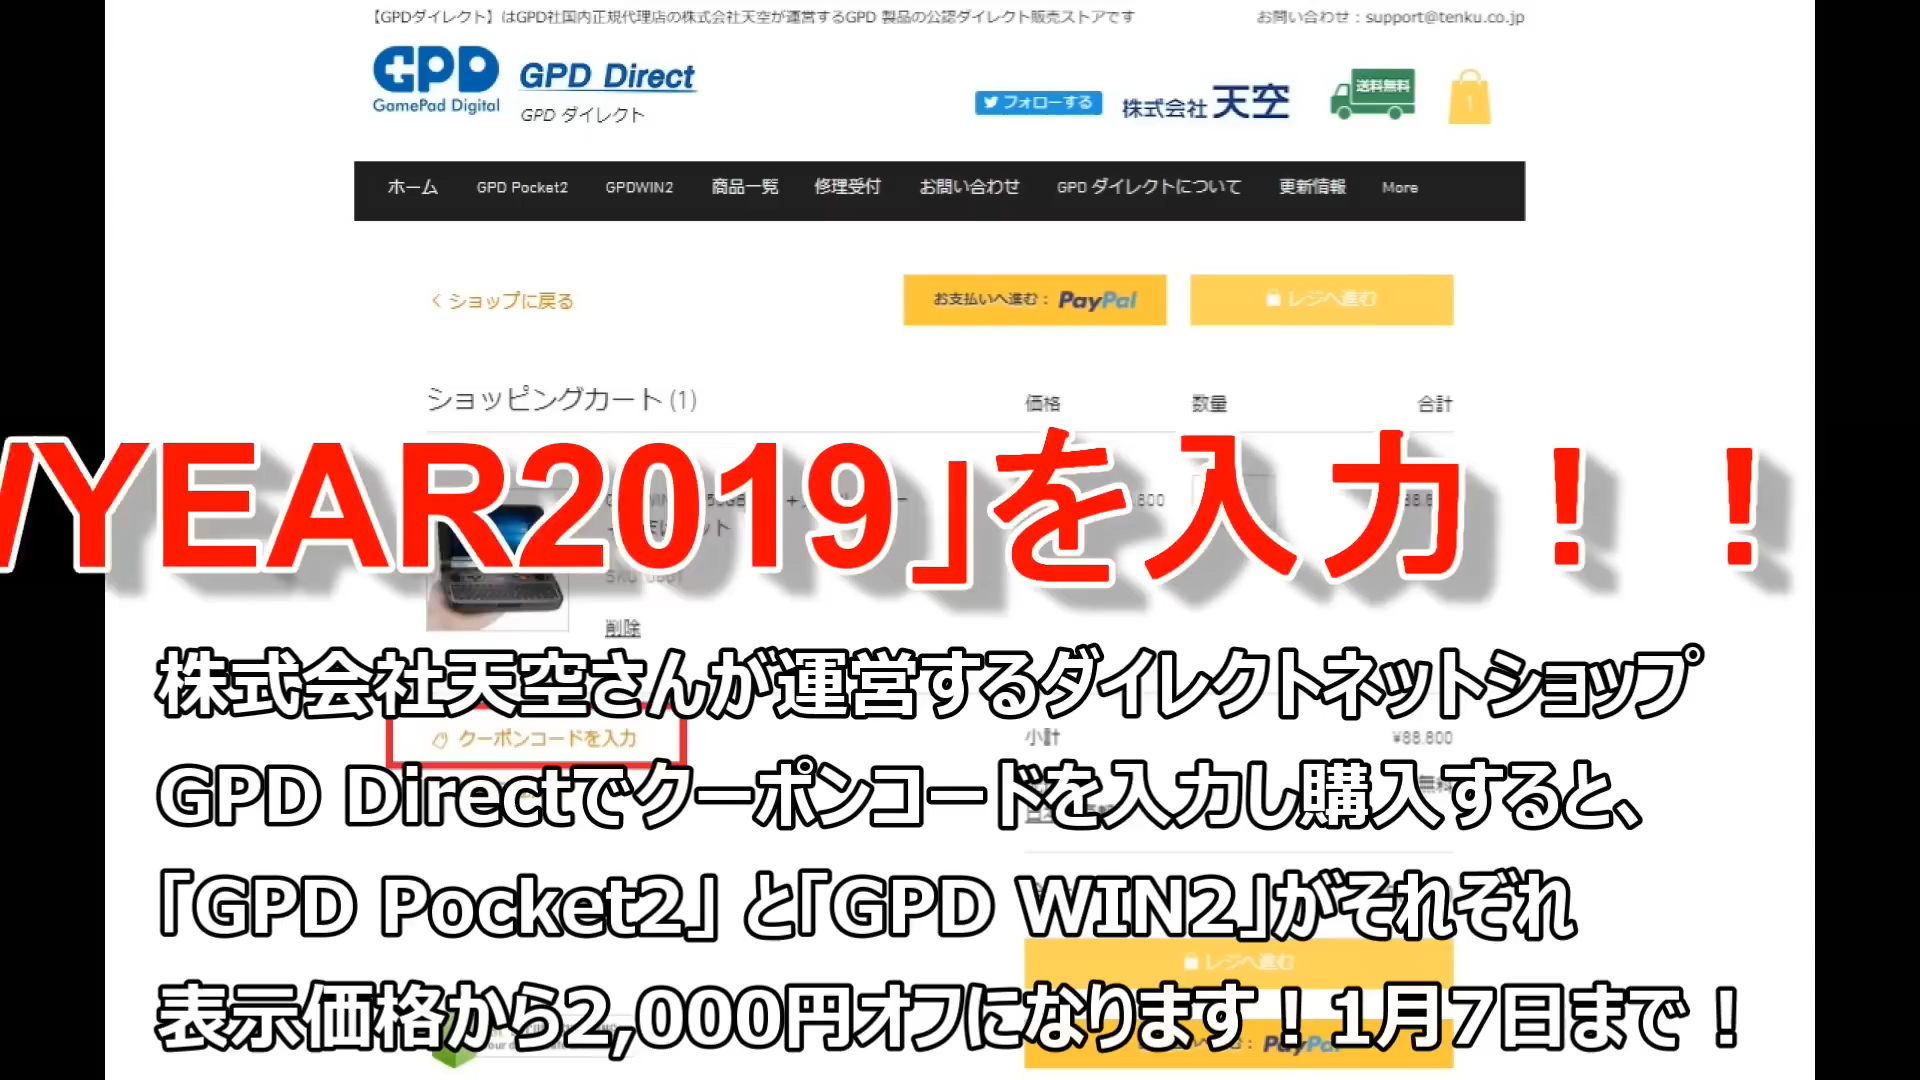 【GPDダイレクト】はGPD社国内正規代理店の株式会社天空が運営するGPD 製品の公認ダイレクト販売ストアです
お問い合わせ：support@tenku.co.jp
GPD
GamePad Digital
GPD Direct
GPD ダイレクト
フォローする
株式会社 天空
送料無料
1
ホーム GPD Pocket2 GPDWIN2 商品一覧 修理受付 お問い合わせ GPD ダイレクトについて 更新情報 More
ショップに戻る
お支払いへ進む： PayPal
レジへ進む
ショッピングカート (1) 価格 数量 合計
YEAR2019」を入力！！
削除
株式会社天空さんが運営するダイレクトネットショップ
クーポンコードを入力
小計 ¥88,800
GPD Directでクーポンコードを入力し購入すると、
「GPD Pocket2」と「GPD WIN2」がそれぞれ
レジへ進む
表示価格から2,000円オフになります！1月7日まで！
PayPal